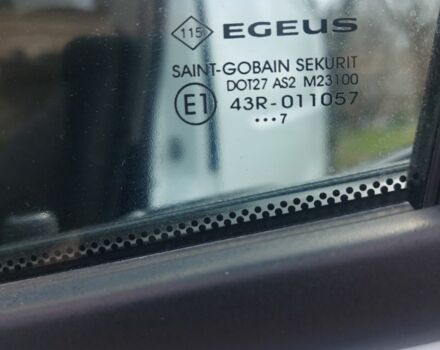 115 EGEUS
SAINT-GOBAIN SEKURIT
DOT27 AS2 M23100
E1 43R-011057
•••7